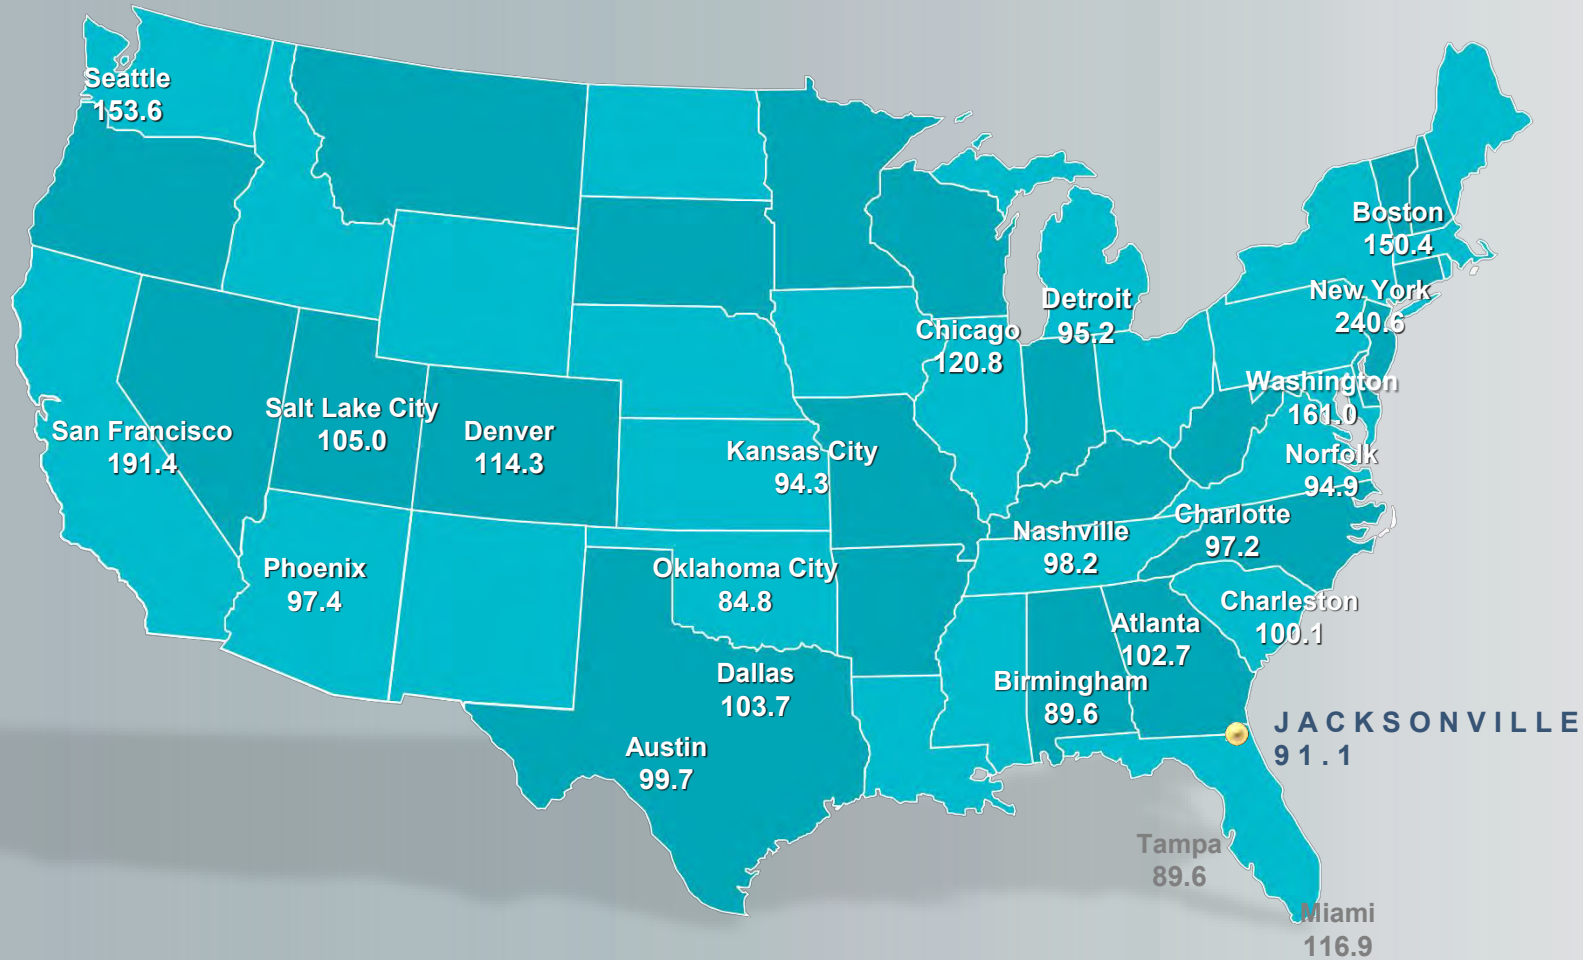 Seattle
153.6
Boston
150.4
New York
240.6
Detroit
95.2
Chicago
120.8
Washington
161.0
Salt Lake City
105.0
San Francisco
191.4
Denver
114.3
Kansas City
94.3
Norfolk
94.9
Charlotte
97.2
Nashville
98.2
Phoenix
97.4
Oklahoma City
84.8
Charleston
100.1
Atlanta
102.7
Dallas
103.7
Birmingham
89.6
JACKSONVILLE
91.1
Austin
99.7
Tampa
89.6
Miami
116.9